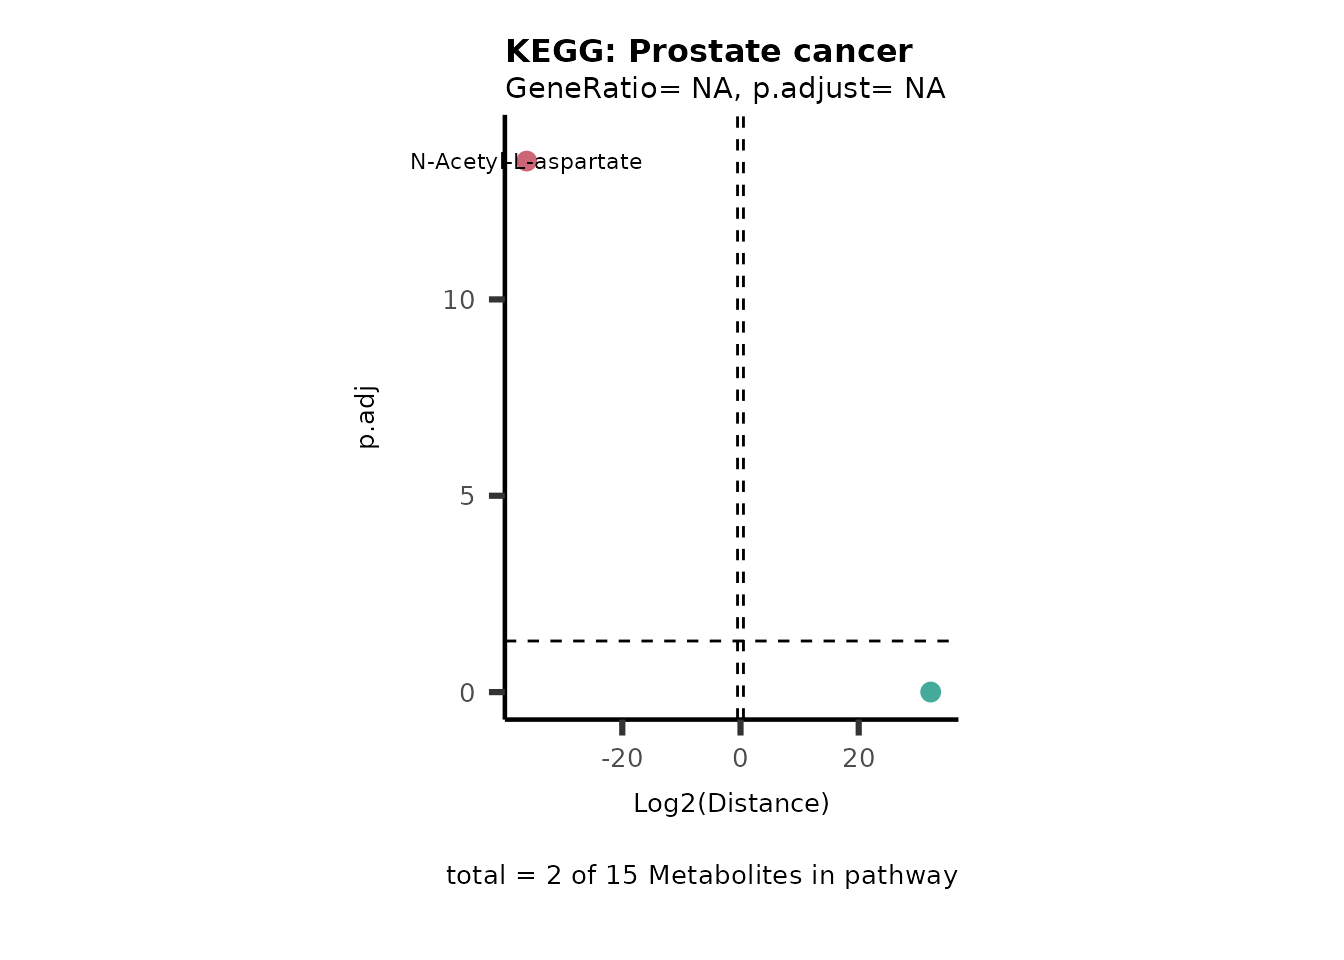 KEGG: Prostate cancer
GeneRatio= NA, p.adjust= NA
N-Acetyl-L-aspartate
10
5
0
p.adj
-20
0
20
Log2(Distance)
total = 2 of 15 Metabolites in pathway